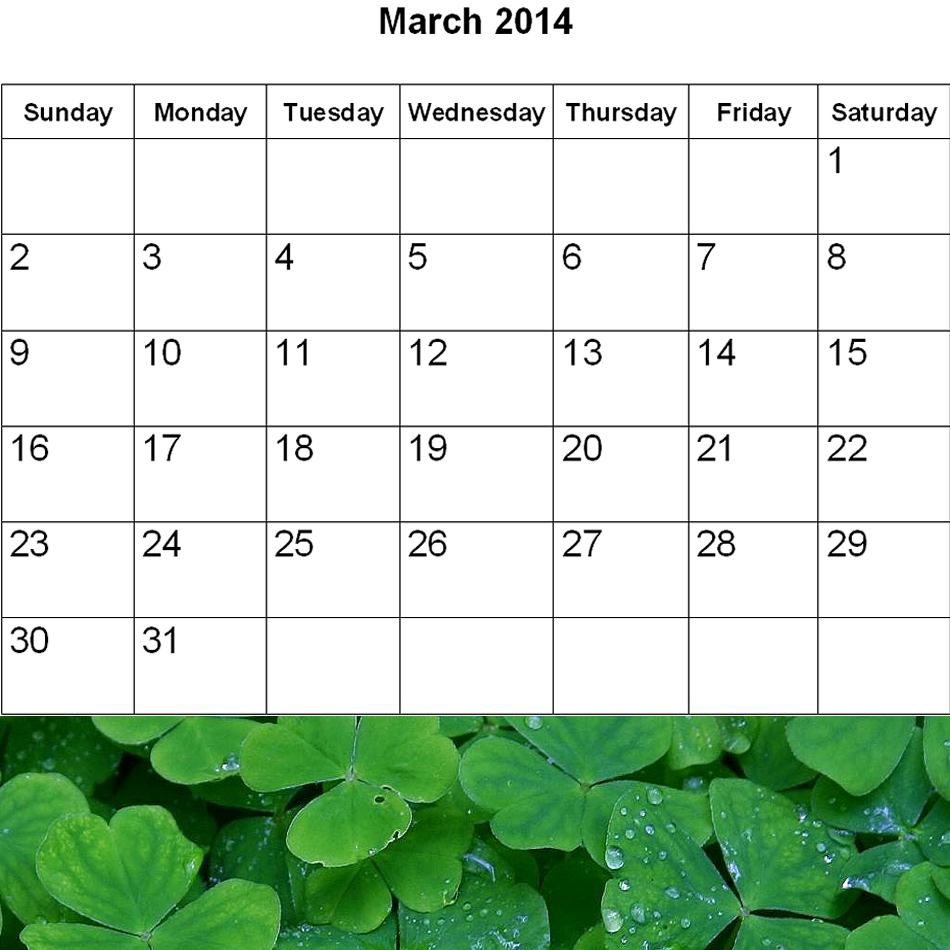 March 2014
Sunday Monday Tuesday Wednesday Thursday Friday Saturday
1
2 3 4 5 6 7 8
9 10 11 12 13 14 15
16 17 18 19 20 21 22
23 24 25 26 27 28 29
30 31